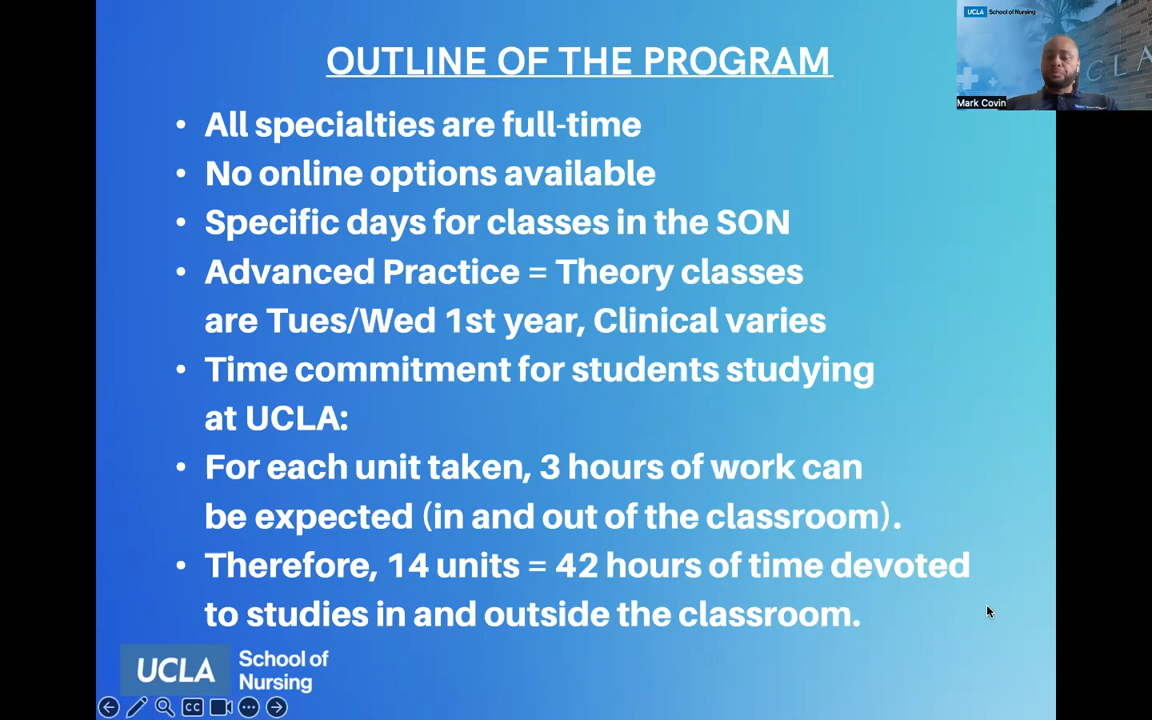 OUTLINE OF THE PROGRAM
• All specialties are full-time
• No online options available
• Specific days for classes in the SON
• Advanced Practice = Theory classes
are Tues/Wed 1st year, Clinical varies
• Time commitment for students studying
at UCLA:
• For each unit taken, 3 hours of work can
be expected (in and out of the classroom).
• Therefore, 14 units = 42 hours of time devoted
to studies in and outside the classroom.
UCLA School of
Nursing
UCLA School of Nursing
CLA
Mark Covin
CC